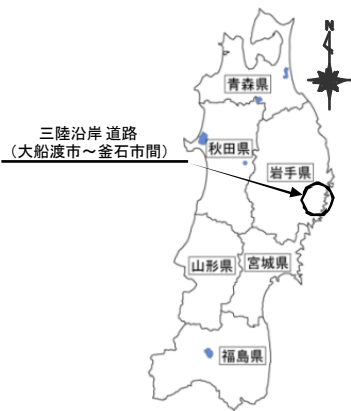 N
青森県
三陸沿岸 道路
（大船渡市～釜石市間）
秋田県
岩手県
山形県
宮城県
福島県